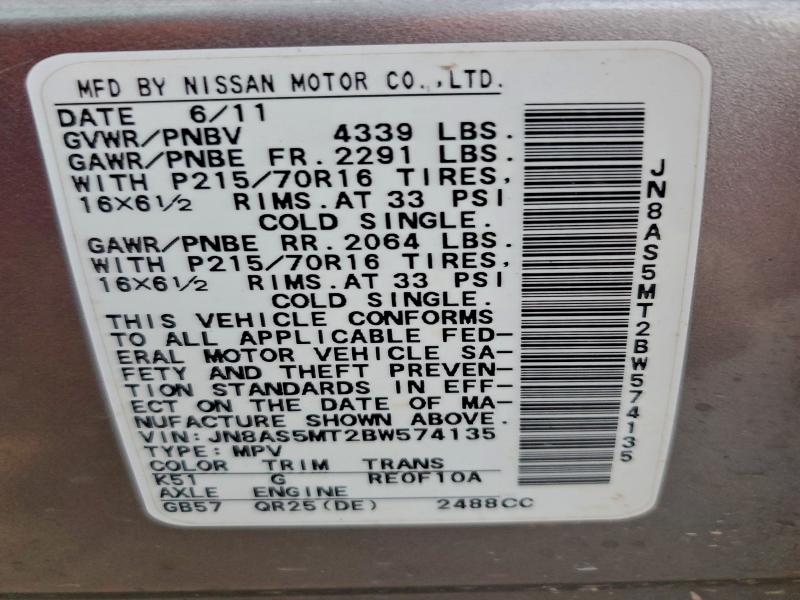 MFD BY NISSAN MOTOR CO.,LTD.
DATE 6/11
GVWR/PNBV 4339 LBS.
GAWR/PNBE FR.2291 LBS.
WITH P215/70R16 TIRES,
16X6 1/2 RIMS.AT 33 PSI
COLD SINGLE.
GAWR/PNBE RR.2064 LBS.
WITH P215/70R16 TIRES,
16X6 1/2 RIMS.AT 33 PSI
COLD SINGLE.
THIS VEHICLE CONFORMS
TO ALL APPLICABLE FED-
ERAL MOTOR VEHICLE SA-
FETY AND THEFT PREVEN-
TION STANDARDS IN EFF-
ECT ON THE DATE OF MA-
NUFACTURE SHOWN ABOVE.
VIN:JN8AS5MT2BW574135
TYPE:MPV
COLOR TRIM TRANS
K51 G RE0F10A
AXLE ENGINE
GB57 QR25(DE) 2488CC
JN8AS5MT2BW574135